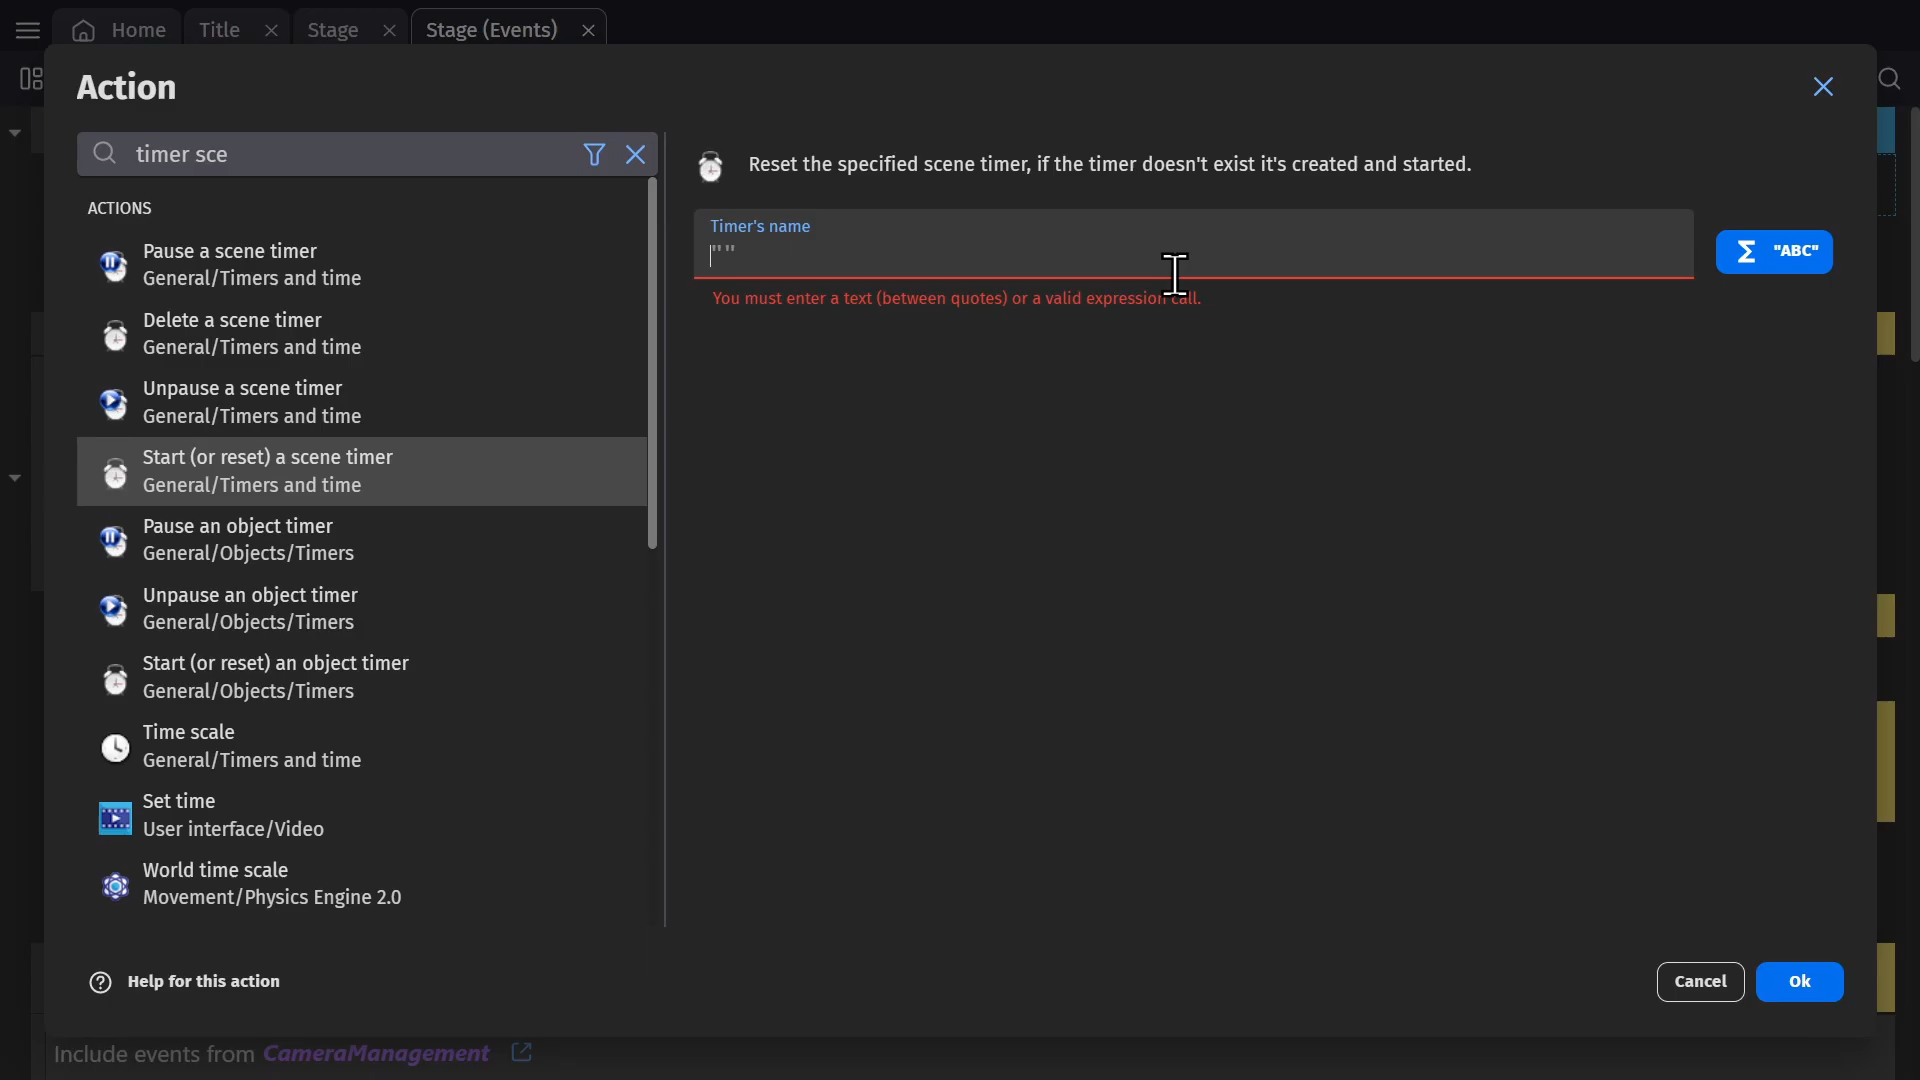 Home
Title
Stage
Stage (Events)
Action
timer sce
ACTIONS
Pause a scene timer
General/Timers and time
Delete a scene timer
General/Timers and time
Unpause a scene timer
General/Timers and time
Start (or reset) a scene timer
General/Timers and time
Pause an object timer
General/Objects/Timers
Unpause an object timer
General/Objects/Timers
Start (or reset) an object timer
General/Objects/Timers
Time scale
General/Timers and time
Set time
User interface/Video
World time scale
Movement/Physics Engine 2.0
Reset the specified scene timer, if the timer doesn't exist it's created and started.
Timer's name
""
Σ "ABC"
You must enter a text (between quotes) or a valid expression call.
Help for this action
Cancel
Ok
Include events from CameraManagement